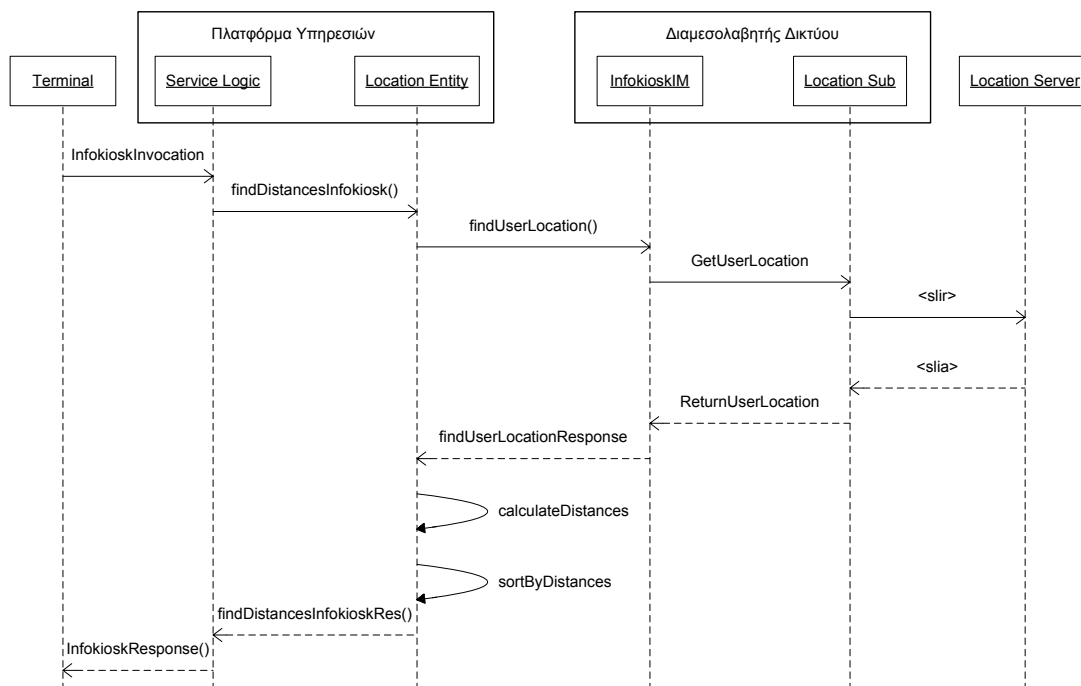 Πλατφόρμα Υπηρεσιών
Διαμεσολαβητής Δικτύου
Terminal
Service Logic
Location Entity
InfokioskIM
Location Sub
Location Server
InfokioskInvocation
findDistancesInfokiosk()
findUserLocation()
GetUserLocation
<slir>
<slia>
ReturnUserLocation
findUserLocationResponse
calculateDistances
sortByDistances
findDistancesInfokioskRes()
InfokioskResponse()